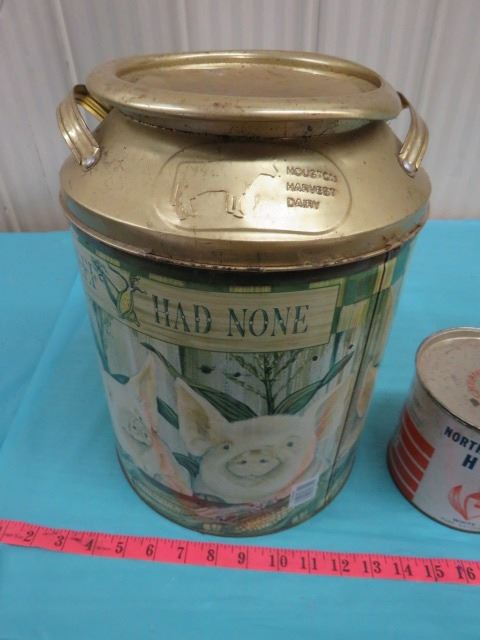 HOUSTON
HARVEST
DAIRY
HAD NONE
NORTH
H
2 3 4 5 6 7 8 9 10 11 12 13 14 15 16